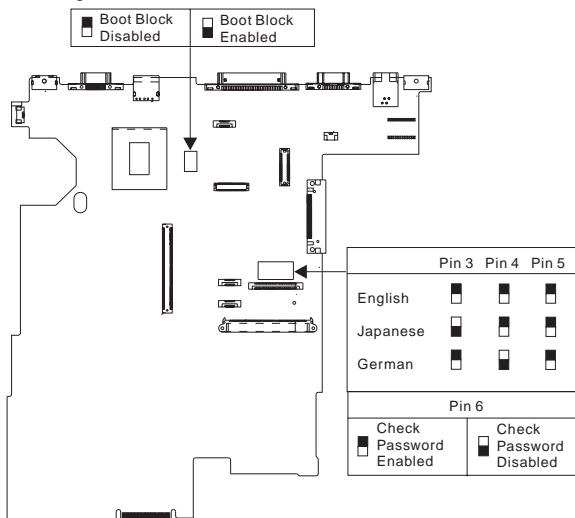 Boot Block Disabled
Boot Block Enabled
Pin 3 Pin 4 Pin 5
English
Japanese
German
Pin 6
Check Password Enabled
Check Password Disabled